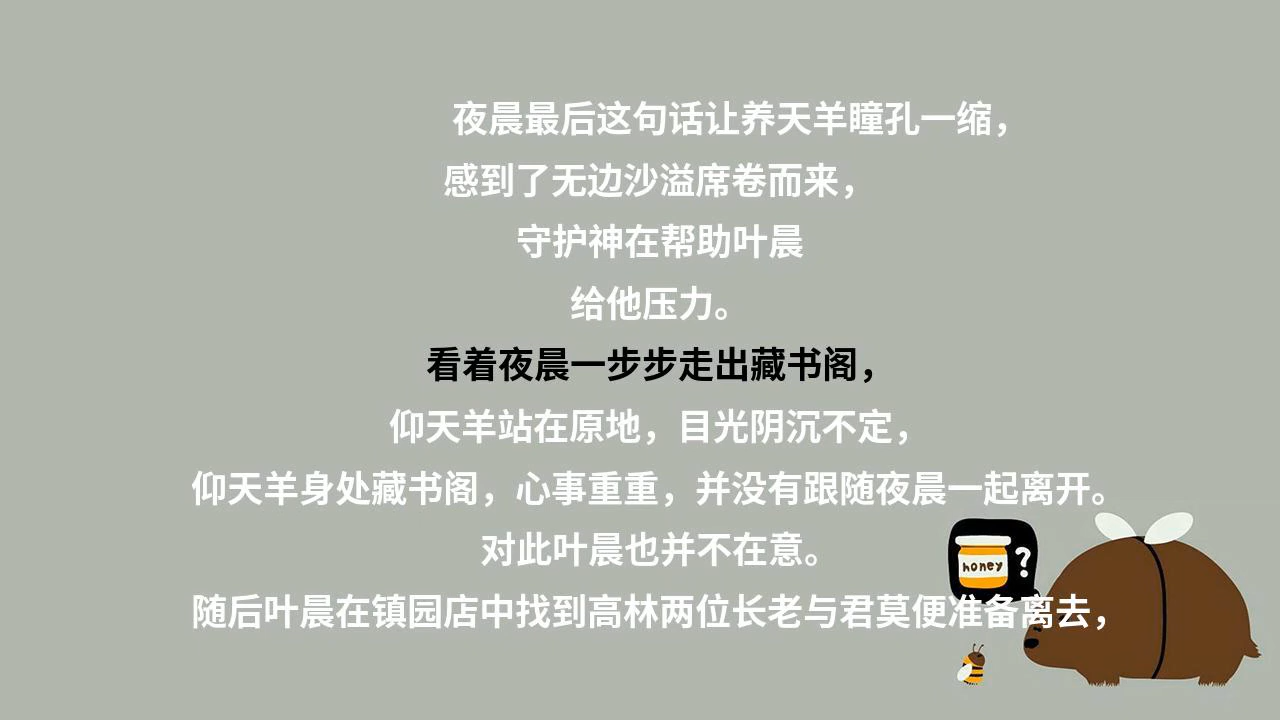 夜晨最后这句话让养天羊瞳孔一缩，
感到了无边沙溢席卷而来，
守护神在帮助叶晨
给他压力。
看着夜晨一步步走出藏书阁，
仰天羊站在原地，目光阴沉不定，
仰天羊身处藏书阁，心事重重，并没有跟随夜晨一起离开。
对此叶晨也并不在意。
honey ?
随后叶晨在镇园店中找到高林两位长老与君莫便准备离去，